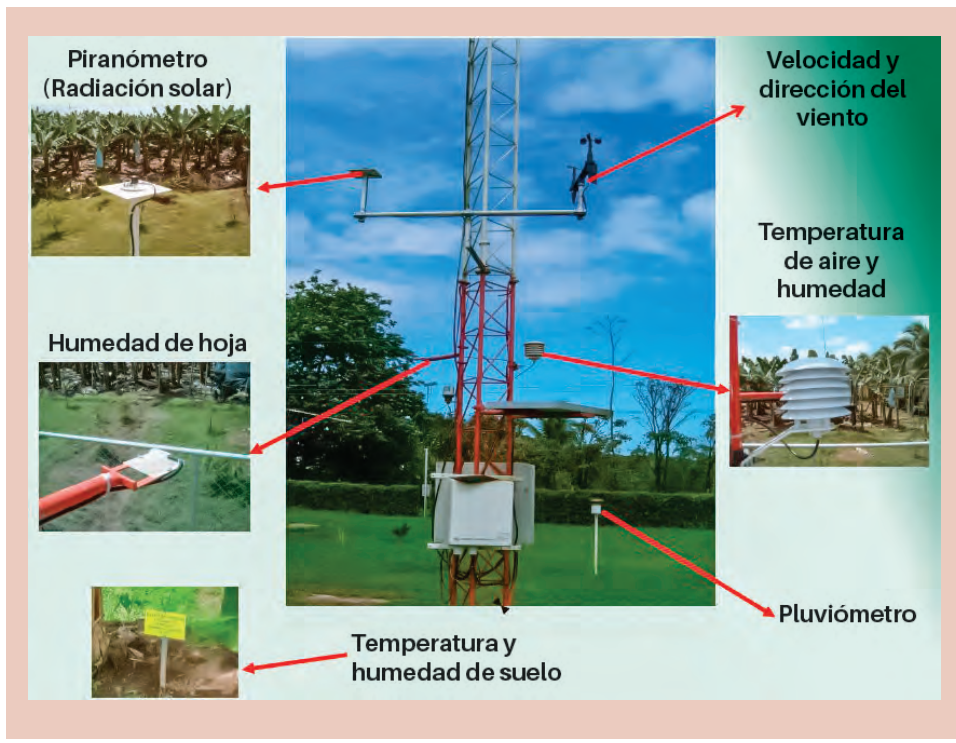 Piranómetro
(Radiación solar)
Velocidad y
dirección del
viento
Temperatura
de aire y
humedad
Humedad de hoja
Pluviómetro
Temperatura y
humedad de suelo